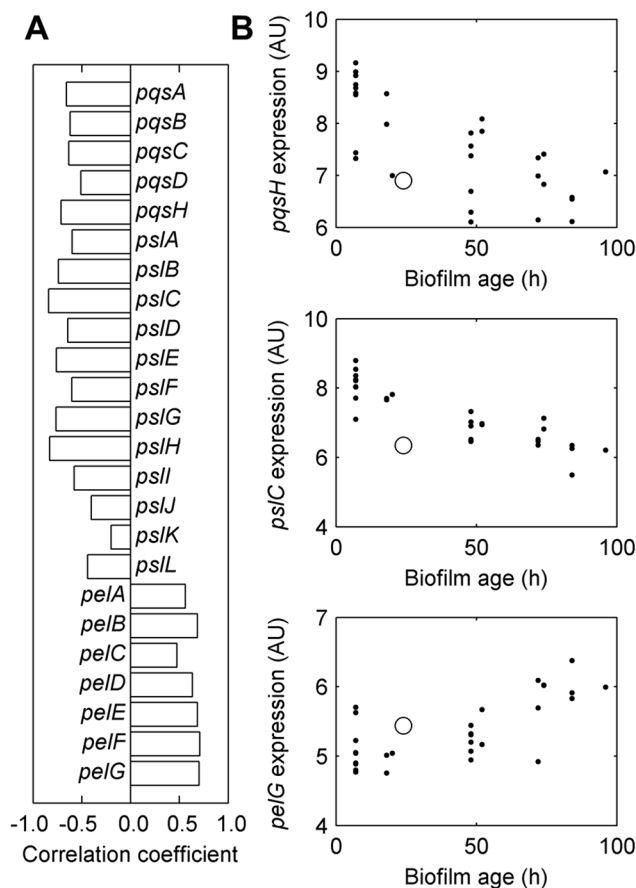 A
pqsA
pqsB
pqsC
pqsD
pqsH
pslA
pslB
pslC
pslD
pslE
pslF
pslG
pslH
pslI
pslJ
pslK
pslL
pelA
pelB
pelC
pelD
pelE
pelF
pelG
-1.0 -0.5 0.0 0.5 1.0
Correlation coefficient
B
pqsH expression (AU)
10
9
8
7
6
0 50 100
Biofilm age (h)
pslC expression (AU)
10
8
6
4
0 50 100
Biofilm age (h)
pelG expression (AU)
7
6
5
4
0 50 100
Biofilm age (h)